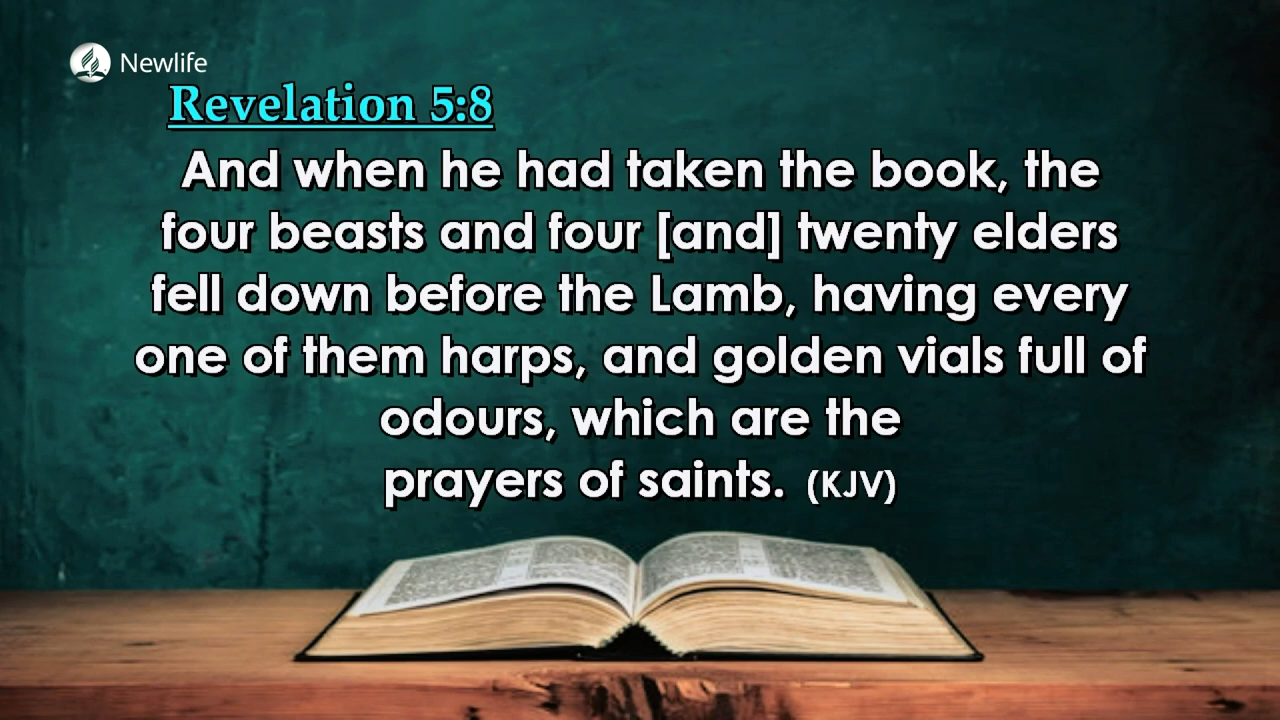 Newlife
Revelation 5:8
And when he had taken the book, the
four beasts and four [and] twenty elders
fell down before the Lamb, having every
one of them harps, and golden vials full of
odours, which are the
prayers of saints. (KJV)